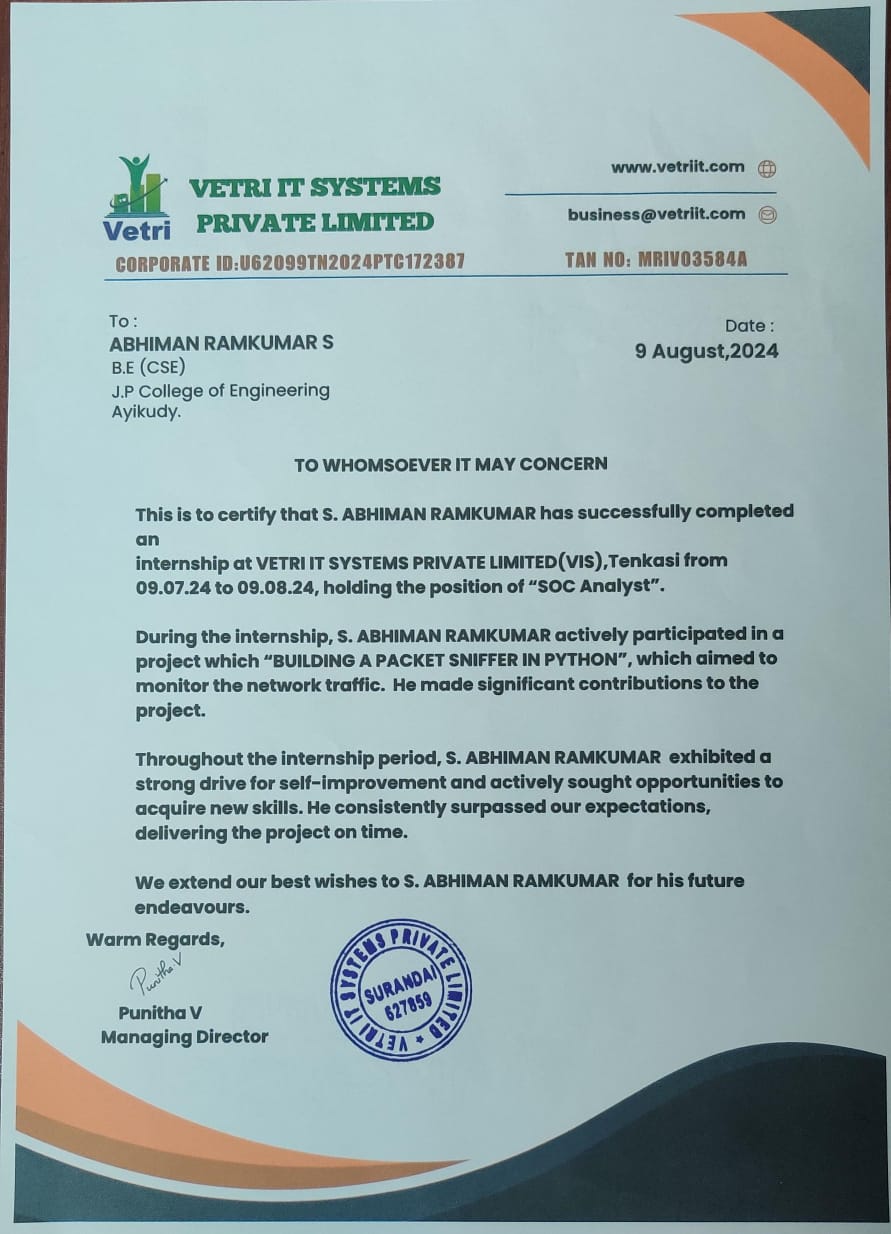 www.vetriit.com
VETRI IT SYSTEMS
PRIVATE LIMITED
business@vetriit.com
Vetri
CORPORATE ID:U62099TN2024PTC172387
TAN NO: MRIV03584A
To :
ABHIMAN RAMKUMAR S
B.E (CSE)
J.P College of Engineering
Ayikudy.
Date :
9 August,2024
TO WHOMSOEVER IT MAY CONCERN
This is to certify that S. ABHIMAN RAMKUMAR has successfully completed
an
internship at VETRI IT SYSTEMS PRIVATE LIMITED(VIS),Tenkasi from
09.07.24 to 09.08.24, holding the position of “SOC Analyst”.
During the internship, S. ABHIMAN RAMKUMAR actively participated in a
project which “BUILDING A PACKET SNIFFER IN PYTHON”, which aimed to
monitor the network traffic. He made significant contributions to the
project.
Throughout the internship period, S. ABHIMAN RAMKUMAR exhibited a
strong drive for self-improvement and actively sought opportunities to
acquire new skills. He consistently surpassed our expectations,
delivering the project on time.
We extend our best wishes to S. ABHIMAN RAMKUMAR for his future
endeavours.
Warm Regards,
Punitha V
Punitha V
Managing Director
VETRI IT SYSTEMS PRIVATE LIMITED
SURANDAI
627859